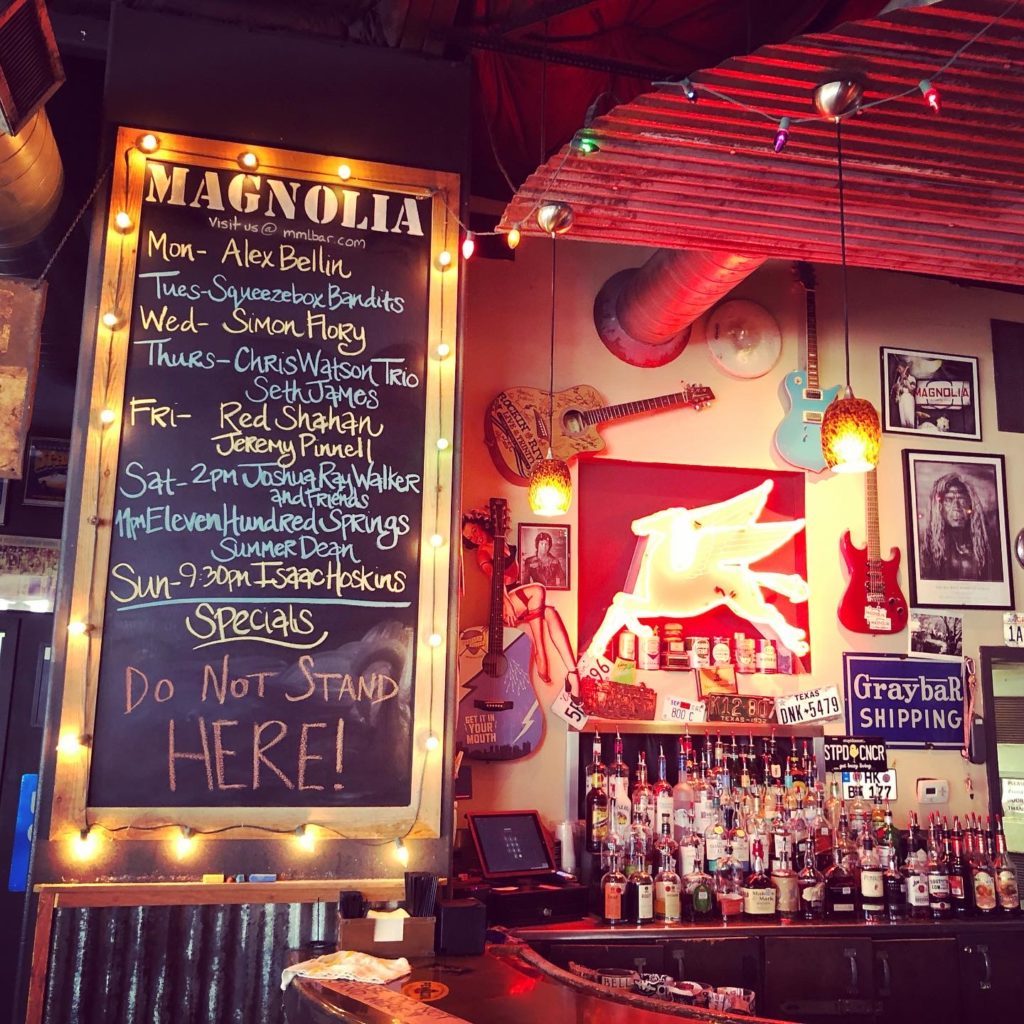 MAGNOLIA
Visit us @ mmlbar.com
Mon- Alex Bellin
Tues- Squeezebox Bandits
Wed- Simon Flory
Thurs- Chris Watson Trio
Seth James
Fri- Red Shahan
Jeremy Pinnell
Sat- 2pm Joshua Ray Walker
and Friends
11pm Eleven Hundred Springs
Summer Dean
Sun- 9:30pm Isaac Hoskins
Specials
DO NOT STAND
HERE!
MAGNOLIA
GET IT IN
YOUR
MOUTH
TEXAS
DNK•5479
TEXAS
GraybaR
SHIPPING
STPD CNCR
HK
177
Maker's
Mark